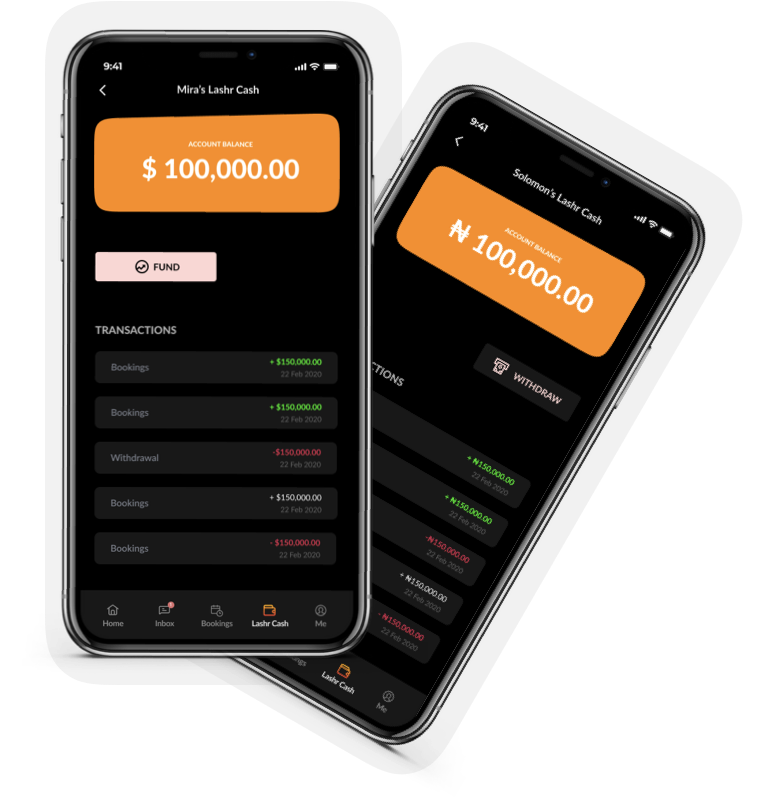 9:41
Mira's Lashr Cash
ACCOUNT BALANCE
$ 100,000.00
FUND
TRANSACTIONS
Bookings
+ $150,000.00
22 Feb 2020
Bookings
+ $150,000.00
22 Feb 2020
Withdrawal
-$150,000.00
22 Feb 2020
Bookings
+ $150,000.00
22 Feb 2020
Bookings
- $150,000.00
22 Feb 2020
Home
Inbox
1
Bookings
Lashr Cash
Me
9:41
Solomon's Lashr Cash
ACCOUNT BALANCE
₦ 100,000.00
WITHDRAW
CTIONS
+ ₦150,000.00
22 Feb 2020
+ ₦150,000.00
22 Feb 2020
-₦150,000.00
22 Feb 2020
+ ₦150,000.00
22 Feb 2020
- ₦150,000.00
22 Feb 2020
ings
Lashr Cash
Me